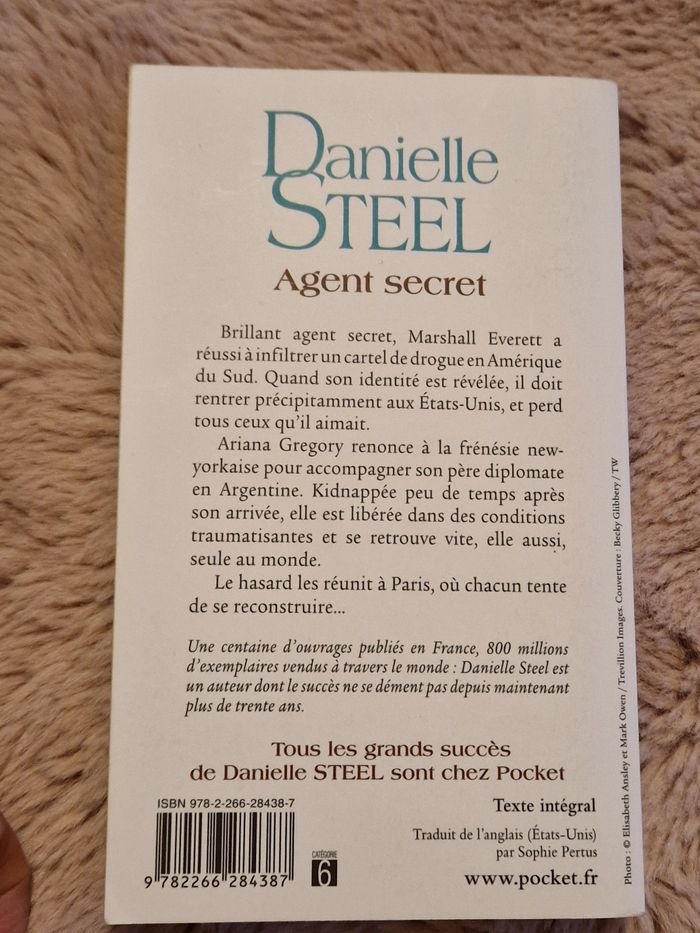 Danielle
STEEL
Agent secret
Brillant agent secret, Marshall Everett a
réussi à infiltrer un cartel de drogue en Amérique
du Sud. Quand son identité est révélée, il doit
rentrer précipitamment aux États-Unis, et perd
tous ceux qu'il aimait.
Ariana Gregory renonce à la frénésie new-
yorkaise pour accompagner son père diplomate
en Argentine. Kidnappée peu de temps après
son arrivée, elle est libérée dans des conditions
traumatisantes et se retrouve vite, elle aussi,
seule au monde.
Le hasard les réunit à Paris, où chacun tente
de se reconstruire...
Une centaine d'ouvrages publiés en France, 800 millions
d'exemplaires vendus à travers le monde : Danielle Steel est
un auteur dont le succès ne se dément pas depuis maintenant
plus de trente ans.
Tous les grands succès
de Danielle STEEL sont chez Pocket
ISBN 978-2-266-28438-7
9 782266 284387
CATÉGORIE
6
Texte intégral
Traduit de l'anglais (États-Unis)
par Sophie Pertus
www.pocket.fr
Photo : © Elisabeth Ansley et Mark Owen / Trevillion Images. Couverture : Becky Glibbery / TW